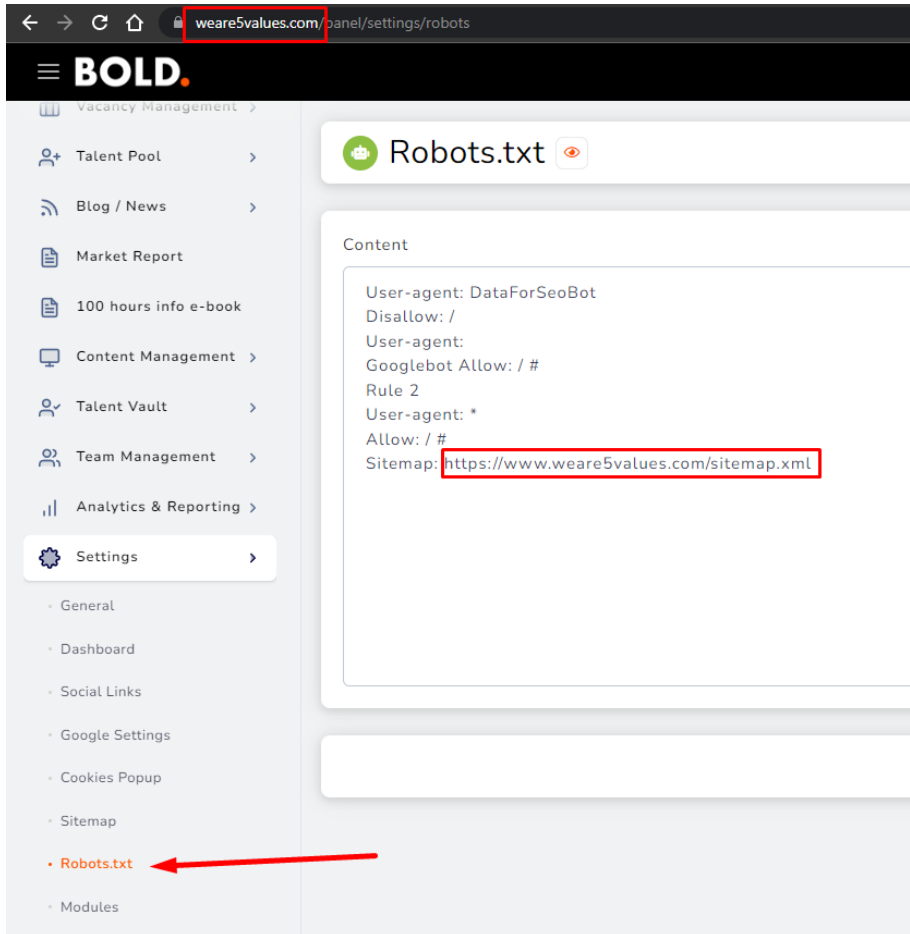 weare5values.com/panel/settings/robots
BOLD.
Vacancy Management
Talent Pool
Blog / News
Market Report
100 hours info e-book
Content Management
Talent Vault
Team Management
Analytics & Reporting
Settings
General
Dashboard
Social Links
Google Settings
Cookies Popup
Sitemap
Robots.txt
Modules
Robots.txt
Content
User-agent: DataForSeoBot
Disallow: /
User-agent:
Googlebot Allow: / #
Rule 2
User-agent: *
Allow: / #
Sitemap: https://www.weare5values.com/sitemap.xml